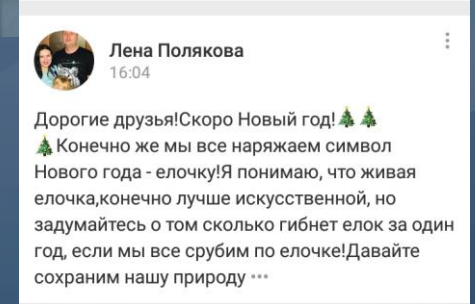 Лена Полякова
16:04
Дорогие друзья!Скоро Новый год!🎄 🎄
🎄Конечно же мы все наряжаем символ
Нового года - елочку!Я понимаю, что живая
елочка,конечно лучше искусственной, но
задумайтесь о том сколько гибнет елок за один
год, если мы все срубим по елочке!Давайте
сохраним нашу природу ···